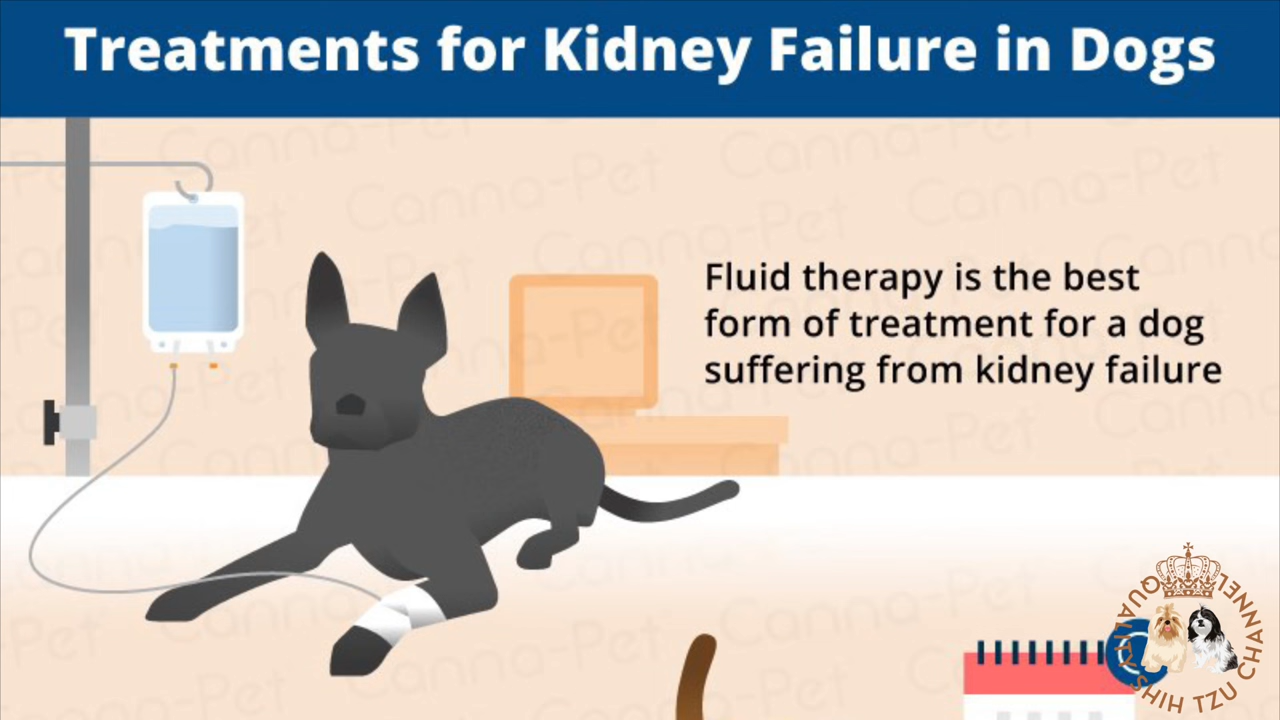 Treatments for Kidney Failure in Dogs
Fluid therapy is the best
form of treatment for a dog
suffering from kidney failure
Canna-Pet
QUALITY SHIH TZU CHANNEL